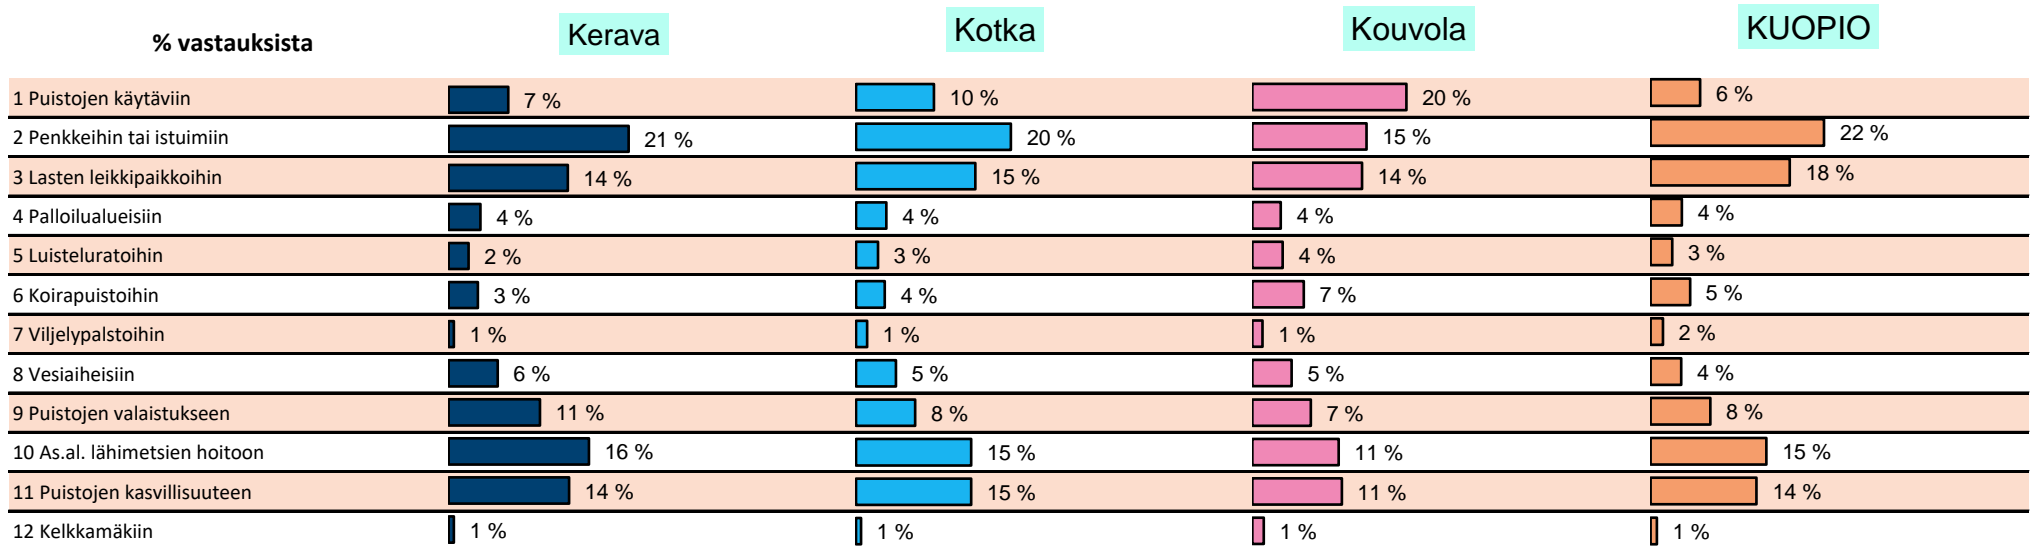 % vastauksista Kerava Kotka Kouvola KUOPIO
1 Puistojen käytäviin 7 % 10 % 20 % 6 %
2 Penkkeihin tai istuimiin 21 % 20 % 15 % 22 %
3 Lasten leikkipaikkoihin 14 % 15 % 14 % 18 %
4 Palloilualueisiin 4 % 4 % 4 % 4 %
5 Luisteluratoihin 2 % 3 % 4 % 3 %
6 Koirapuistoihin 3 % 4 % 7 % 5 %
7 Viljelypalstoihin 1 % 1 % 1 % 2 %
8 Vesiaiheisiin 6 % 5 % 5 % 4 %
9 Puistojen valaistukseen 11 % 8 % 7 % 8 %
10 As.al. lähimetsien hoitoon 16 % 15 % 11 % 15 %
11 Puistojen kasvillisuuteen 14 % 15 % 11 % 14 %
12 Kelkkamäkiin 1 % 1 % 1 % 1 %